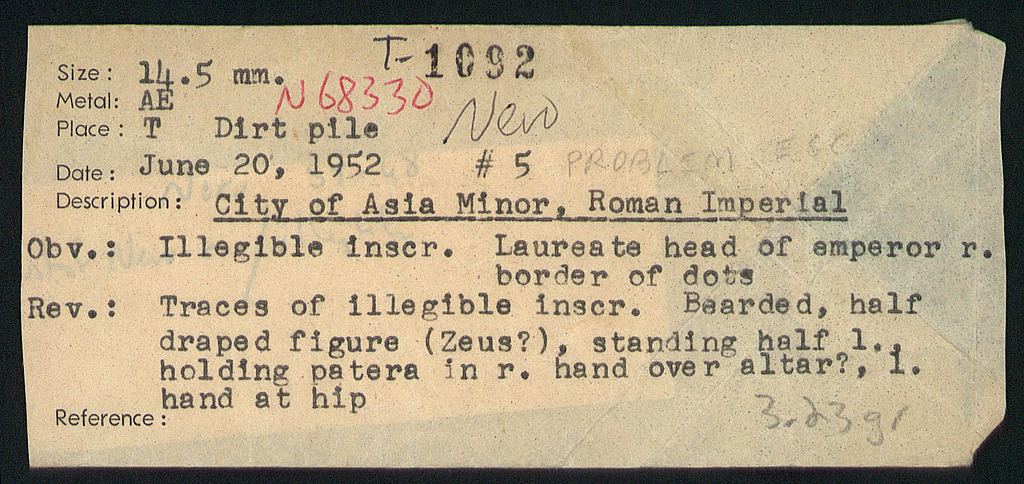 T-1092
Size: 14.5 mm.
N68330
Metal: AE
Nero
Place: T Dirt pile
Date: June 20, 1952 #5 PROBLEM
Description: City of Asia Minor, Roman Imperial
Obv.: Illegible inscr. Laureate head of emperor r.
border of dots
Rev.: Traces of illegible inscr. Bearded, half
draped figure (Zeus?), standing half l.,
holding patera in r. hand over altar?, l.
hand at hip
Reference:
3.23 gr